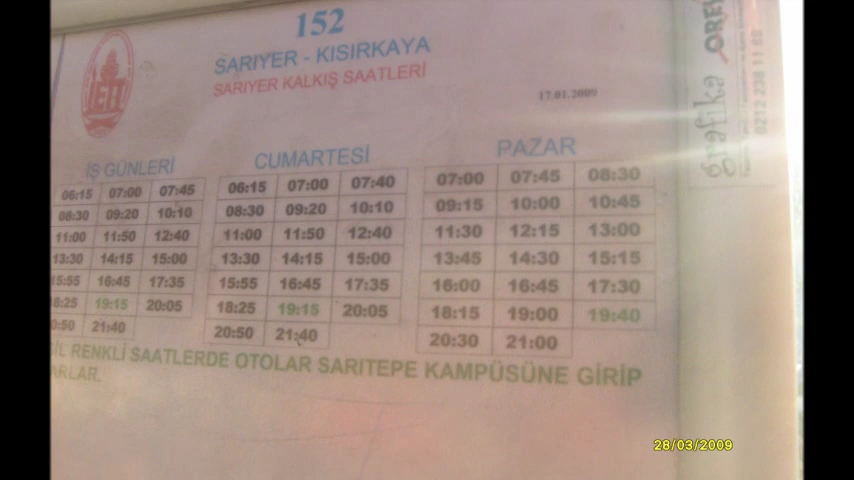 152
SARIYER - KISIRKAYA
SARIYER KALKIŞ SAATLERİ
17.01.2009
İETT
İŞ GÜNLERİ
06:15 07:00 07:45
08:30 09:20 10:10
11:00 11:50 12:40
13:30 14:15 15:00
15:55 16:45 17:35
18:25 19:15 20:05
20:50 21:40
CUMARTESİ
06:15 07:00 07:40
08:30 09:20 10:10
11:00 11:50 12:40
13:30 14:15 15:00
15:55 16:45 17:35
18:25 19:15 20:05
20:50 21:40
PAZAR
07:00 07:45 08:30
09:15 10:00 10:45
11:30 12:15 13:00
13:45 14:30 15:15
16:00 16:45 17:30
18:15 19:00 19:40
20:30 21:00
ŞİL RENKLİ SAATLERDE OTOLAR SARITEPE KAMPÜSÜNE GİRİP
ARLAR.
grafika
0212 238 11 68
28/03/2009